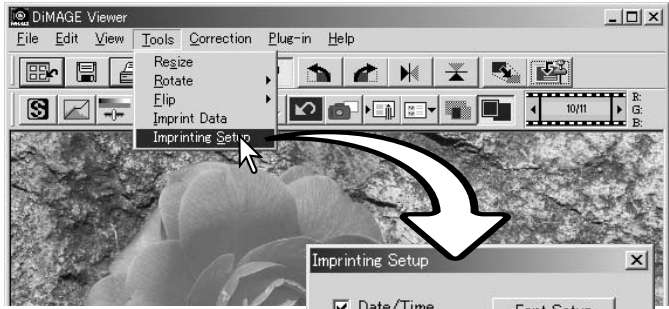 DiMAGE Viewer
File Edit View Tools Correction Plug-in Help
Resize
Rotate
Flip
Imprint Data
Imprinting Setup
S
10/11
R:
G:
B:
Imprinting Setup
Date/Time
Font Setup